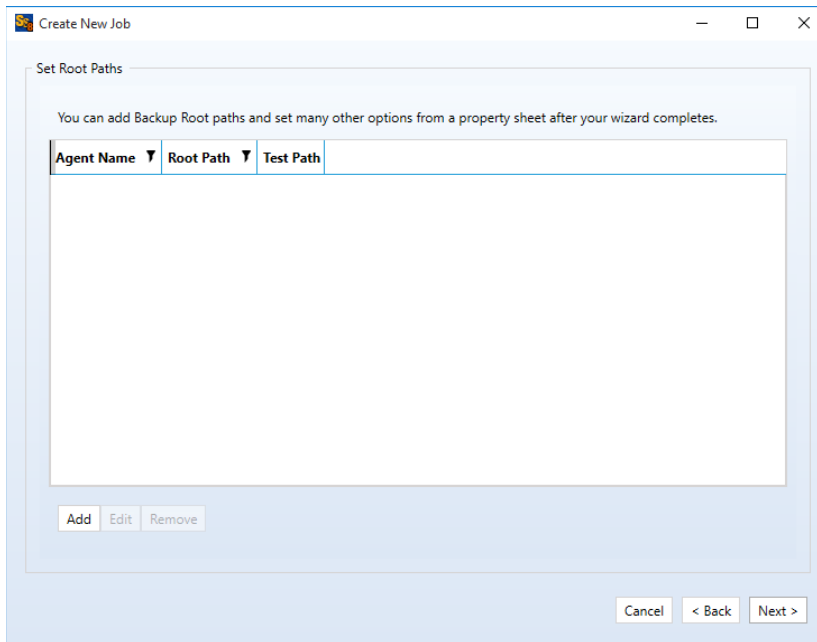 Create New Job
Set Root Paths
You can add Backup Root paths and set many other options from a property sheet after your wizard completes.
Agent Name Root Path Test Path
Add Edit Remove
Cancel < Back Next >